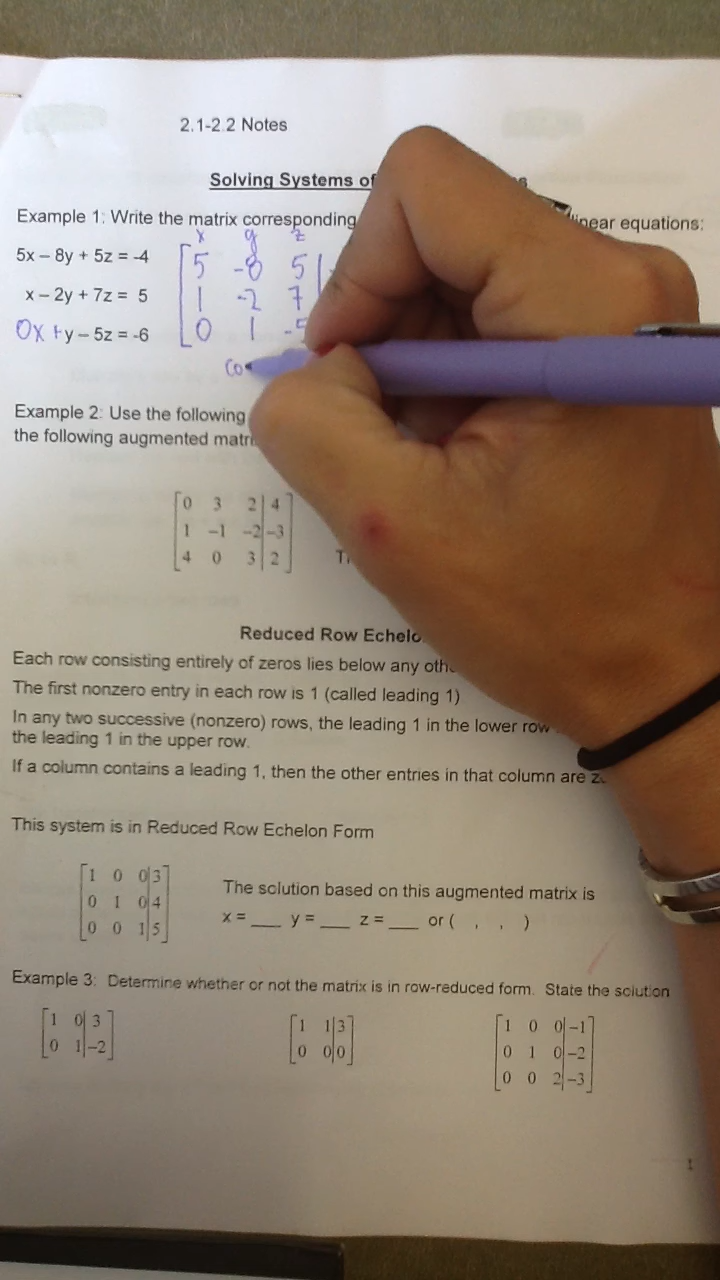 2.1-2.2 Notes
Solving Systems of
Example 1: Write the matrix corresponding linear equations:
x y z
5x – 8y + 5z = -4 5 -8 5
x – 2y + 7z = 5 1 -2 7
0x + y – 5z = -6 0 1 -5
Example 2: Use the following
the following augmented
0 3 2 4
1 -1 -2 -3
4 0 3 2
Reduced Row
Each row consisting entirely of zeros lies below any
The first nonzero entry in each row is 1 (called leading 1)
In any two successive (nonzero) rows, the leading 1 in the lower row
the leading 1 in the upper row.
If a column contains a leading 1, then the other entries in that column are
This system is in Reduced Row Echelon Form
1 0 0 3
0 1 0 4
0 0 1 5
The solution based on this augmented matrix is
x = ___ y = ___ z = ___ or ( , , )
Example 3: Determine whether or not the matrix is in row-reduced form. State the solution
1 0 3 1 1 3 1 0 0 -1
0 1 -2 0 0 0 0 1 0 -2
0 0 2 -3
1